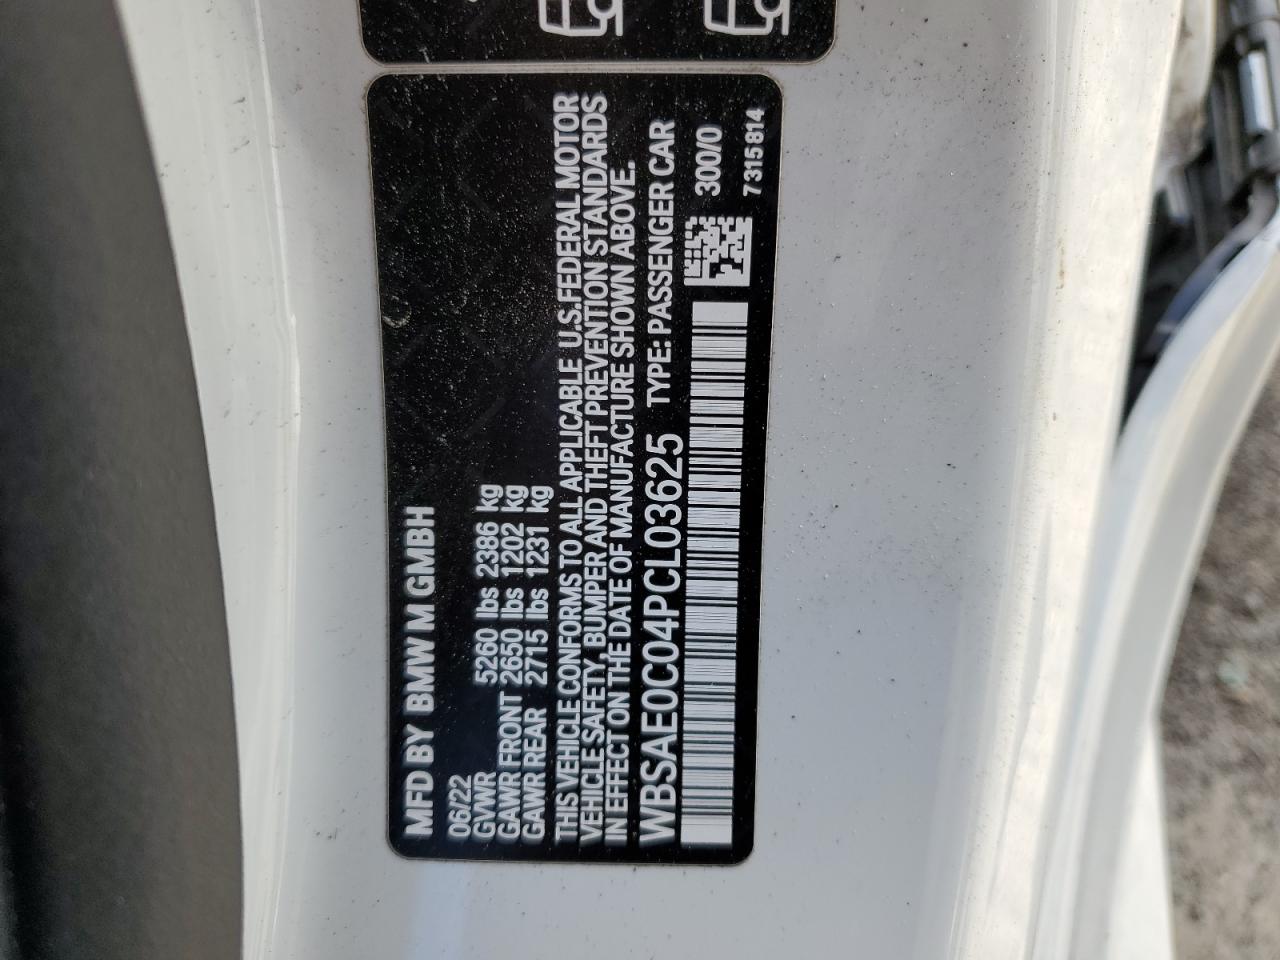 MFD BY BMW M GMBH
06/22
GVWR 5260 lbs 2386 kg
GAWR FRONT 2650 lbs 1202 kg
GAWR REAR 2715 lbs 1231 kg
THIS VEHICLE CONFORMS TO ALL APPLICABLE U.S.FEDERAL MOTOR
VEHICLE SAFETY, BUMPER AND THEFT PREVENTION STANDARDS
IN EFFECT ON THE DATE OF MANUFACTURE SHOWN ABOVE.
WBSAE0C04PCL03625 TYPE: PASSENGER CAR
300/0
7315814